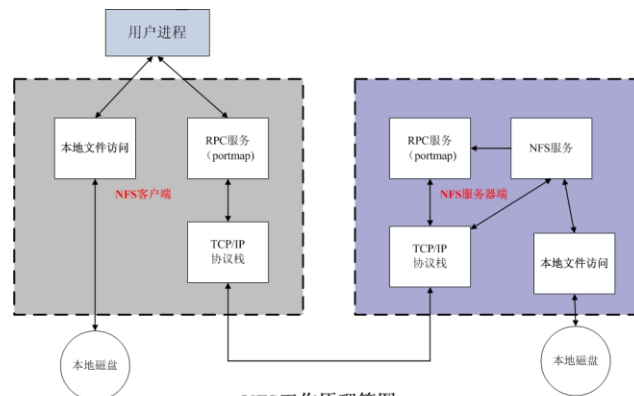 用户进程
本地文件访问
RPC服务
（portmap)
NFS客户端
TCP/IP
协议栈
本地磁盘
RPC服务
（portmap)
NFS服务
NFS服务器端
TCP/IP
协议栈
本地文件访问
本地磁盘